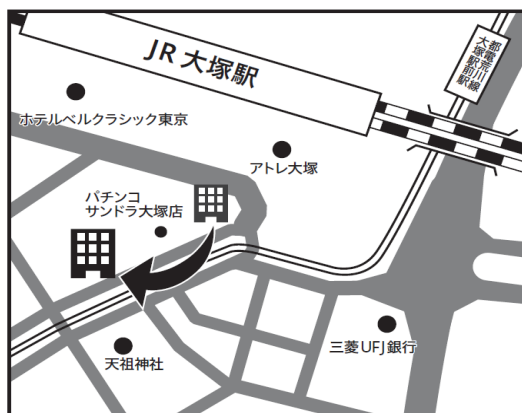 JR 大塚駅
都電荒川線
大塚駅前駅
ホテルベルクラシック東京
アトレ大塚
パチンコ
サンドラ大塚店
天祖神社
三菱UFJ銀行